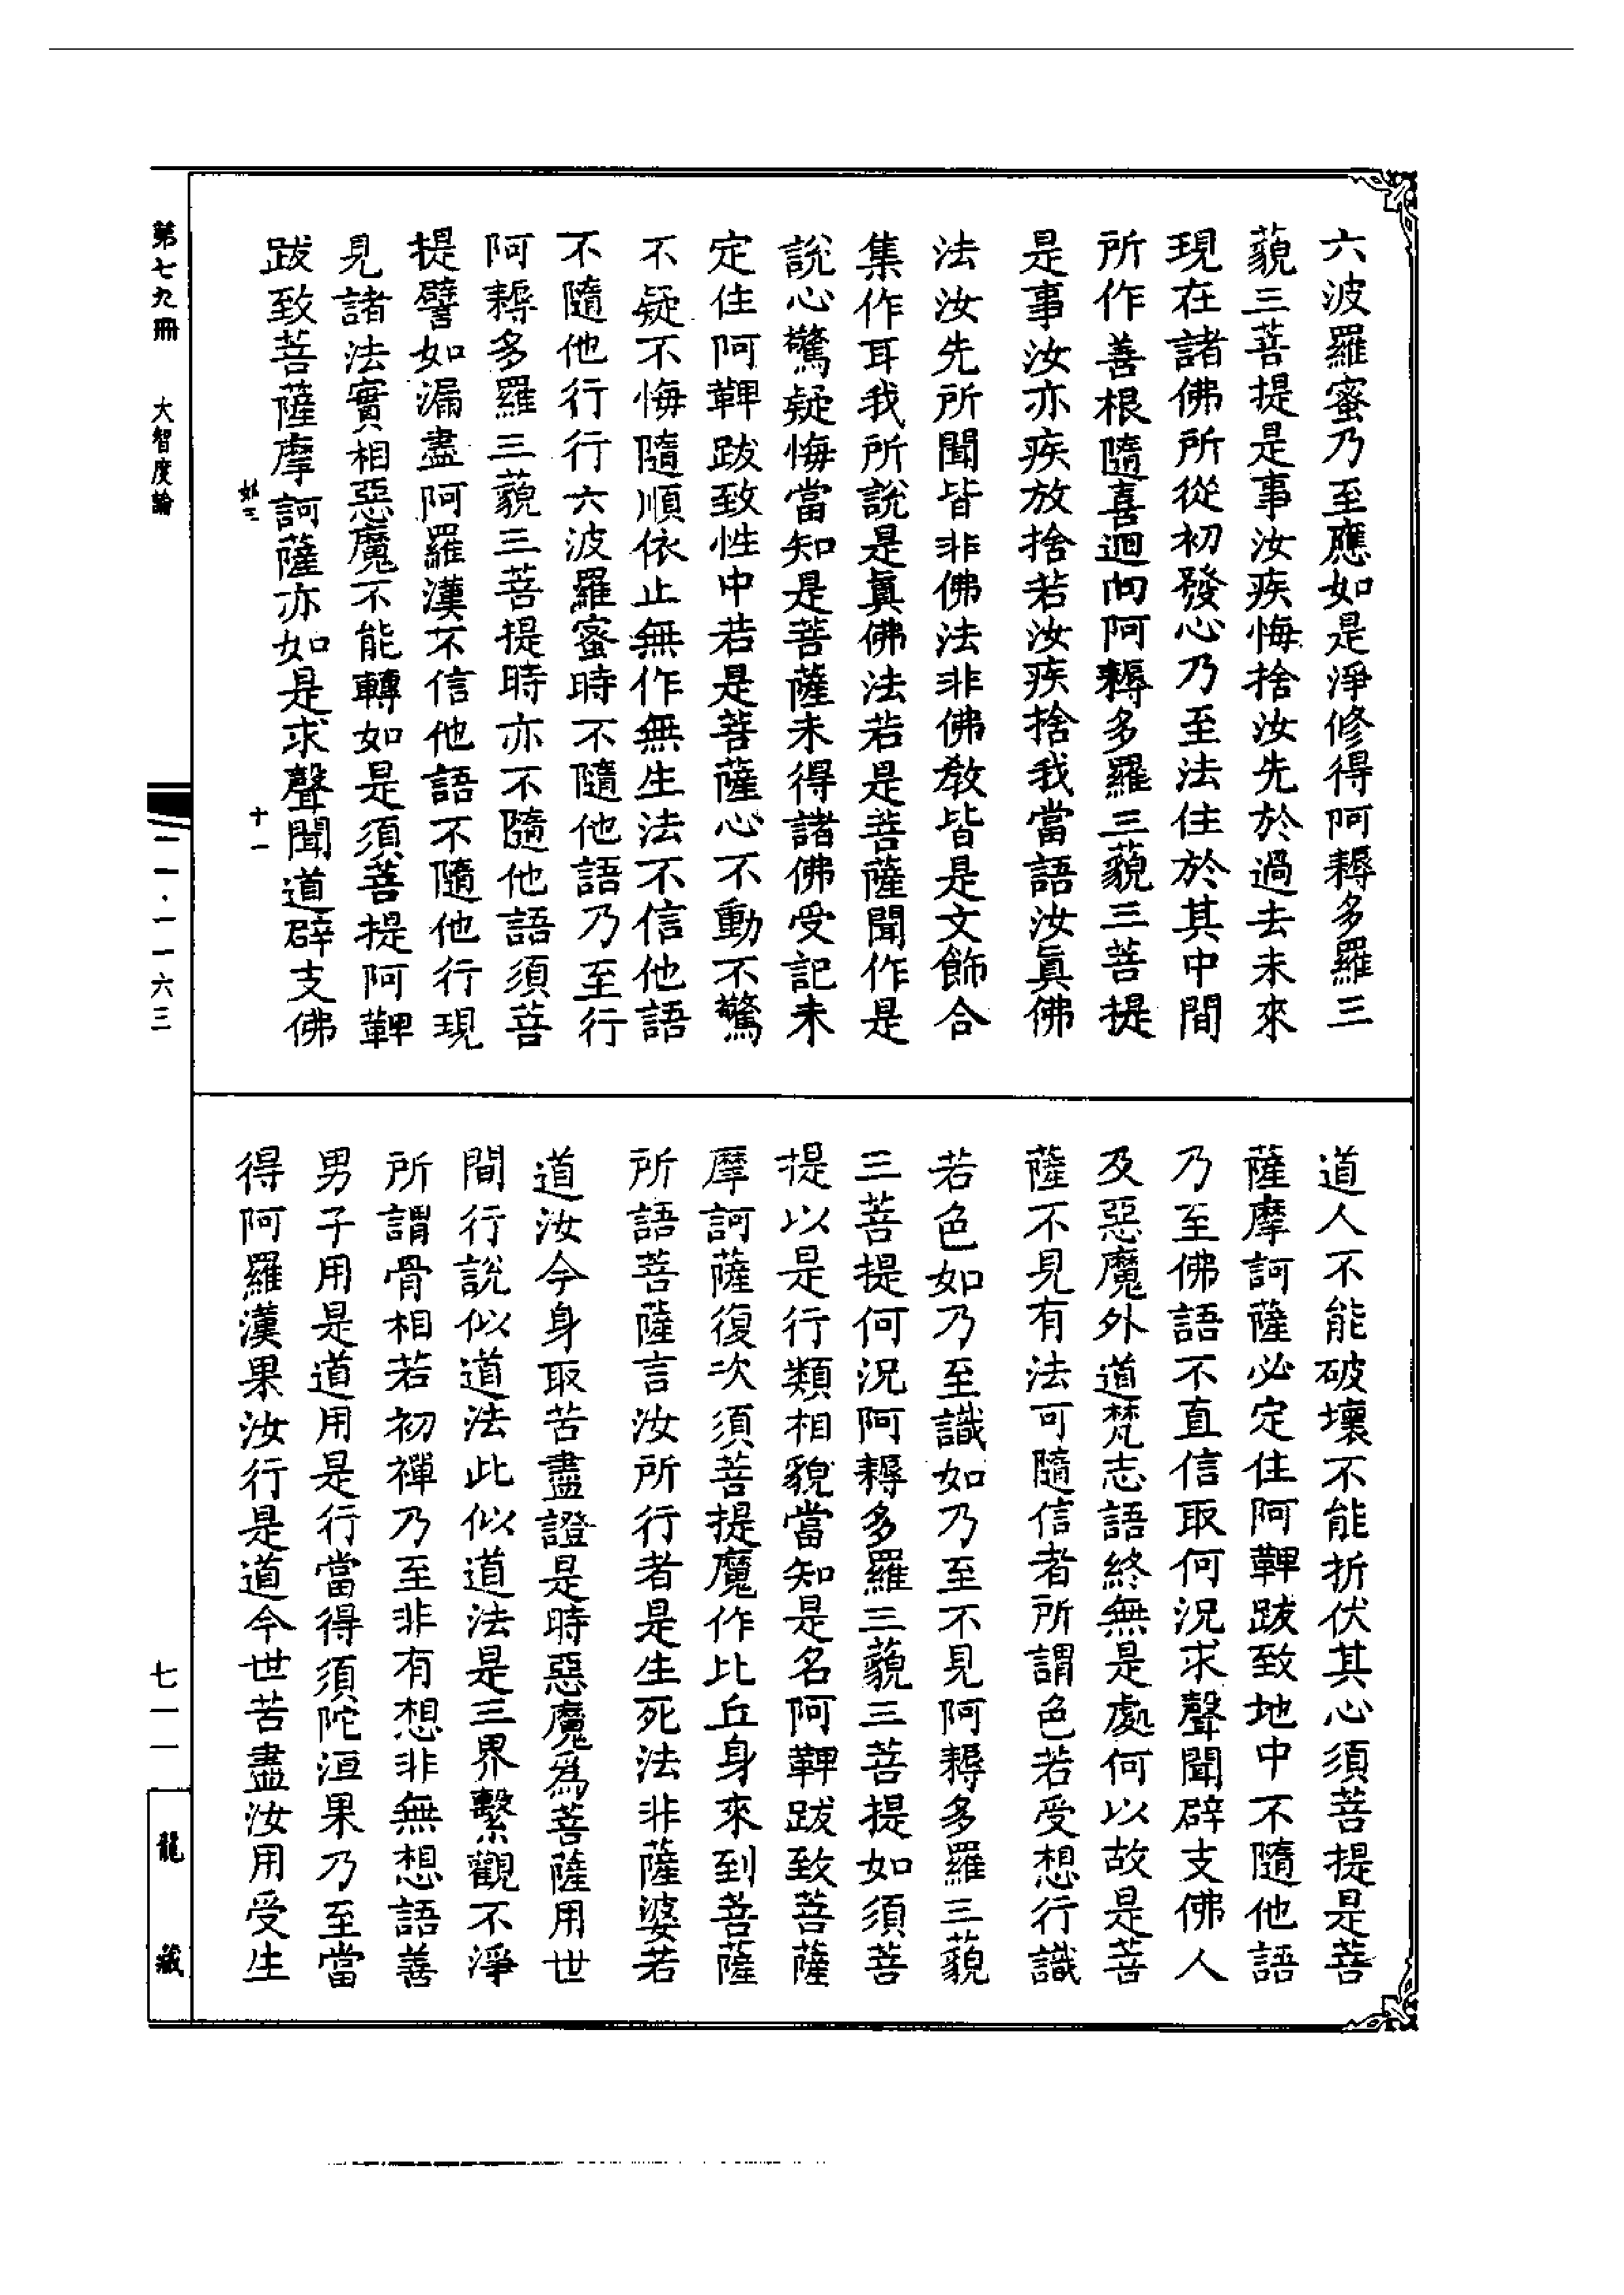 六波羅蜜乃至應如是淨修得阿耨多羅三
藐三菩提是事汝疾悔捨汝先於過去未來
現在諸佛所從初發心乃至法住於其中間
所作善根隨喜迴向阿耨多羅三藐三菩提
是事汝亦疾放捨若汝疾捨我當語汝眞佛
法汝先所聞皆非佛法非佛敎皆是文飾合
集作耳我所說是眞佛法若是菩薩聞作是
說心驚疑悔當知是菩薩未得諸佛受記未
定住阿鞞跋致性中若是菩薩心不動不驚
不疑不悔隨順依止無作無生法不信他語
不隨他行行六波羅蜜時不隨他語乃至行
阿耨多羅三藐三菩提時亦不隨他語須菩
提譬如漏盡阿羅漢不信他語不隨他行現
見諸法實相惡魔不能轉如是須菩提阿鞞
跋致菩薩摩訶薩亦如是求聲聞道辟支佛
十一
道人不能破壞不能折伏其心須菩提是菩
薩摩訶薩必定住阿鞞跋致地中不隨他語
乃至佛語不直信取何況求聲聞辟支佛人
及惡魔外道梵志語終無是處何以故是菩
薩不見有法可隨信者所謂色若受想行識
若色如乃至識如乃至不見阿耨多羅三藐
三菩提何況阿耨多羅三藐三菩提如須菩
提以是行類相貌當知是名阿鞞跋致菩薩
摩訶薩復次須菩提魔作比丘身來到菩薩
所語菩薩言汝所行者是生死法非薩婆若
道汝今身取苦盡證是時惡魔爲菩薩用世
間行說似道法此似道法是三界繫觀不淨
所謂骨相若初禪乃至非有想非無想語善
男子用是道用是行當得須陀洹果乃至當
得阿羅漢果汝行是道今世苦盡汝用受生
第七九冊 大智度論
二一·一一六三
七一一
龍藏